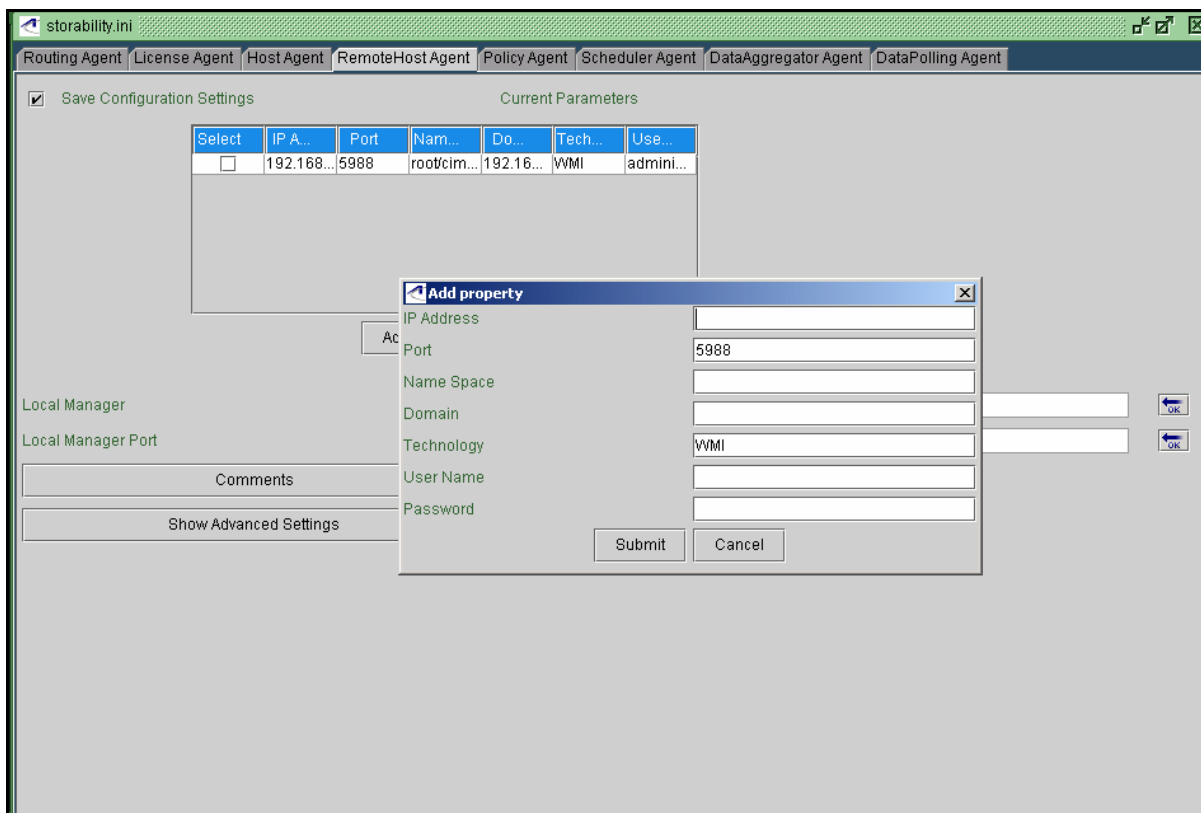 storability.ini
Routing Agent License Agent Host Agent RemoteHost Agent Policy Agent Scheduler Agent DataAggregator Agent DataPolling Agent
Save Configuration Settings Current Parameters
Select IP A... Port Nam... Do... Tech... Use...
192.168... 5988 root/cim... 192.16... WMI admini...
Add property
IP Address
Ac
Port 5988
Name Space
Local Manager
Domain
Local Manager Port
Technology WMI
Comments
User Name
Password
Show Advanced Settings
Submit Cancel
OK
OK